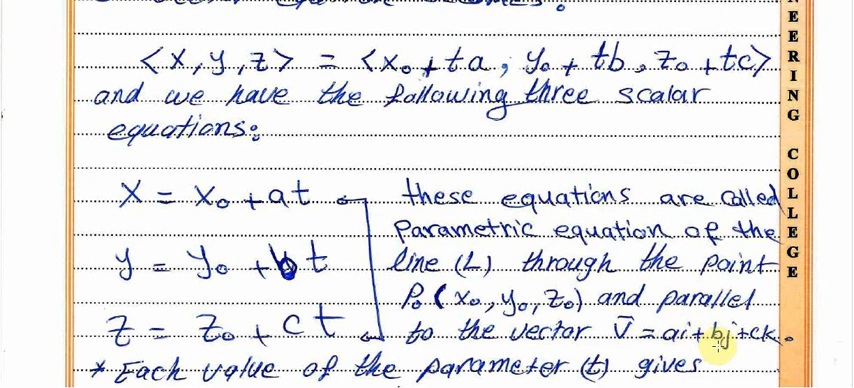 <x, y, z> = <x₀ + ta, y₀ + tb, z₀ + tc>
and we have the following three scalar
equations:
x = x₀ + at
y = y₀ + bt
z = z₀ + ct
these equations are called
parametric equation of the
line (L) through the point
P₀(x₀, y₀, z₀) and parallel
to the vector v̄ = ai + bj + ck.
* Each value of the parameter (t) gives
EERING COLLEGE